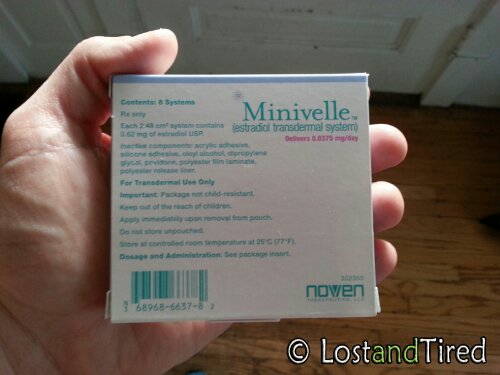 Contents: 8 Systems
Rx only
Each 2.48 cm² system contains
0.62 mg of estradiol USP.
Inactive components: acrylic adhesive,
silicone adhesive, oleyl alcohol, dipropylene
glycol, povidone, polyester film laminate,
polyester release liner.
For Transdermal Use Only
Important: Package not child-resistant.
Keep out of the reach of children.
Apply immediately upon removal from pouch.
Do not store unpouched.
Store at controlled room temperature at 25°C (77°F).
Dosage and Administration: See package insert.
Minivelle™
(estradiol transdermal system)
Delivers 0.0375 mg/day
N
3 68968-6637-8 2
302360
noven
THERAPEUTICS, LLC
© LostandTired